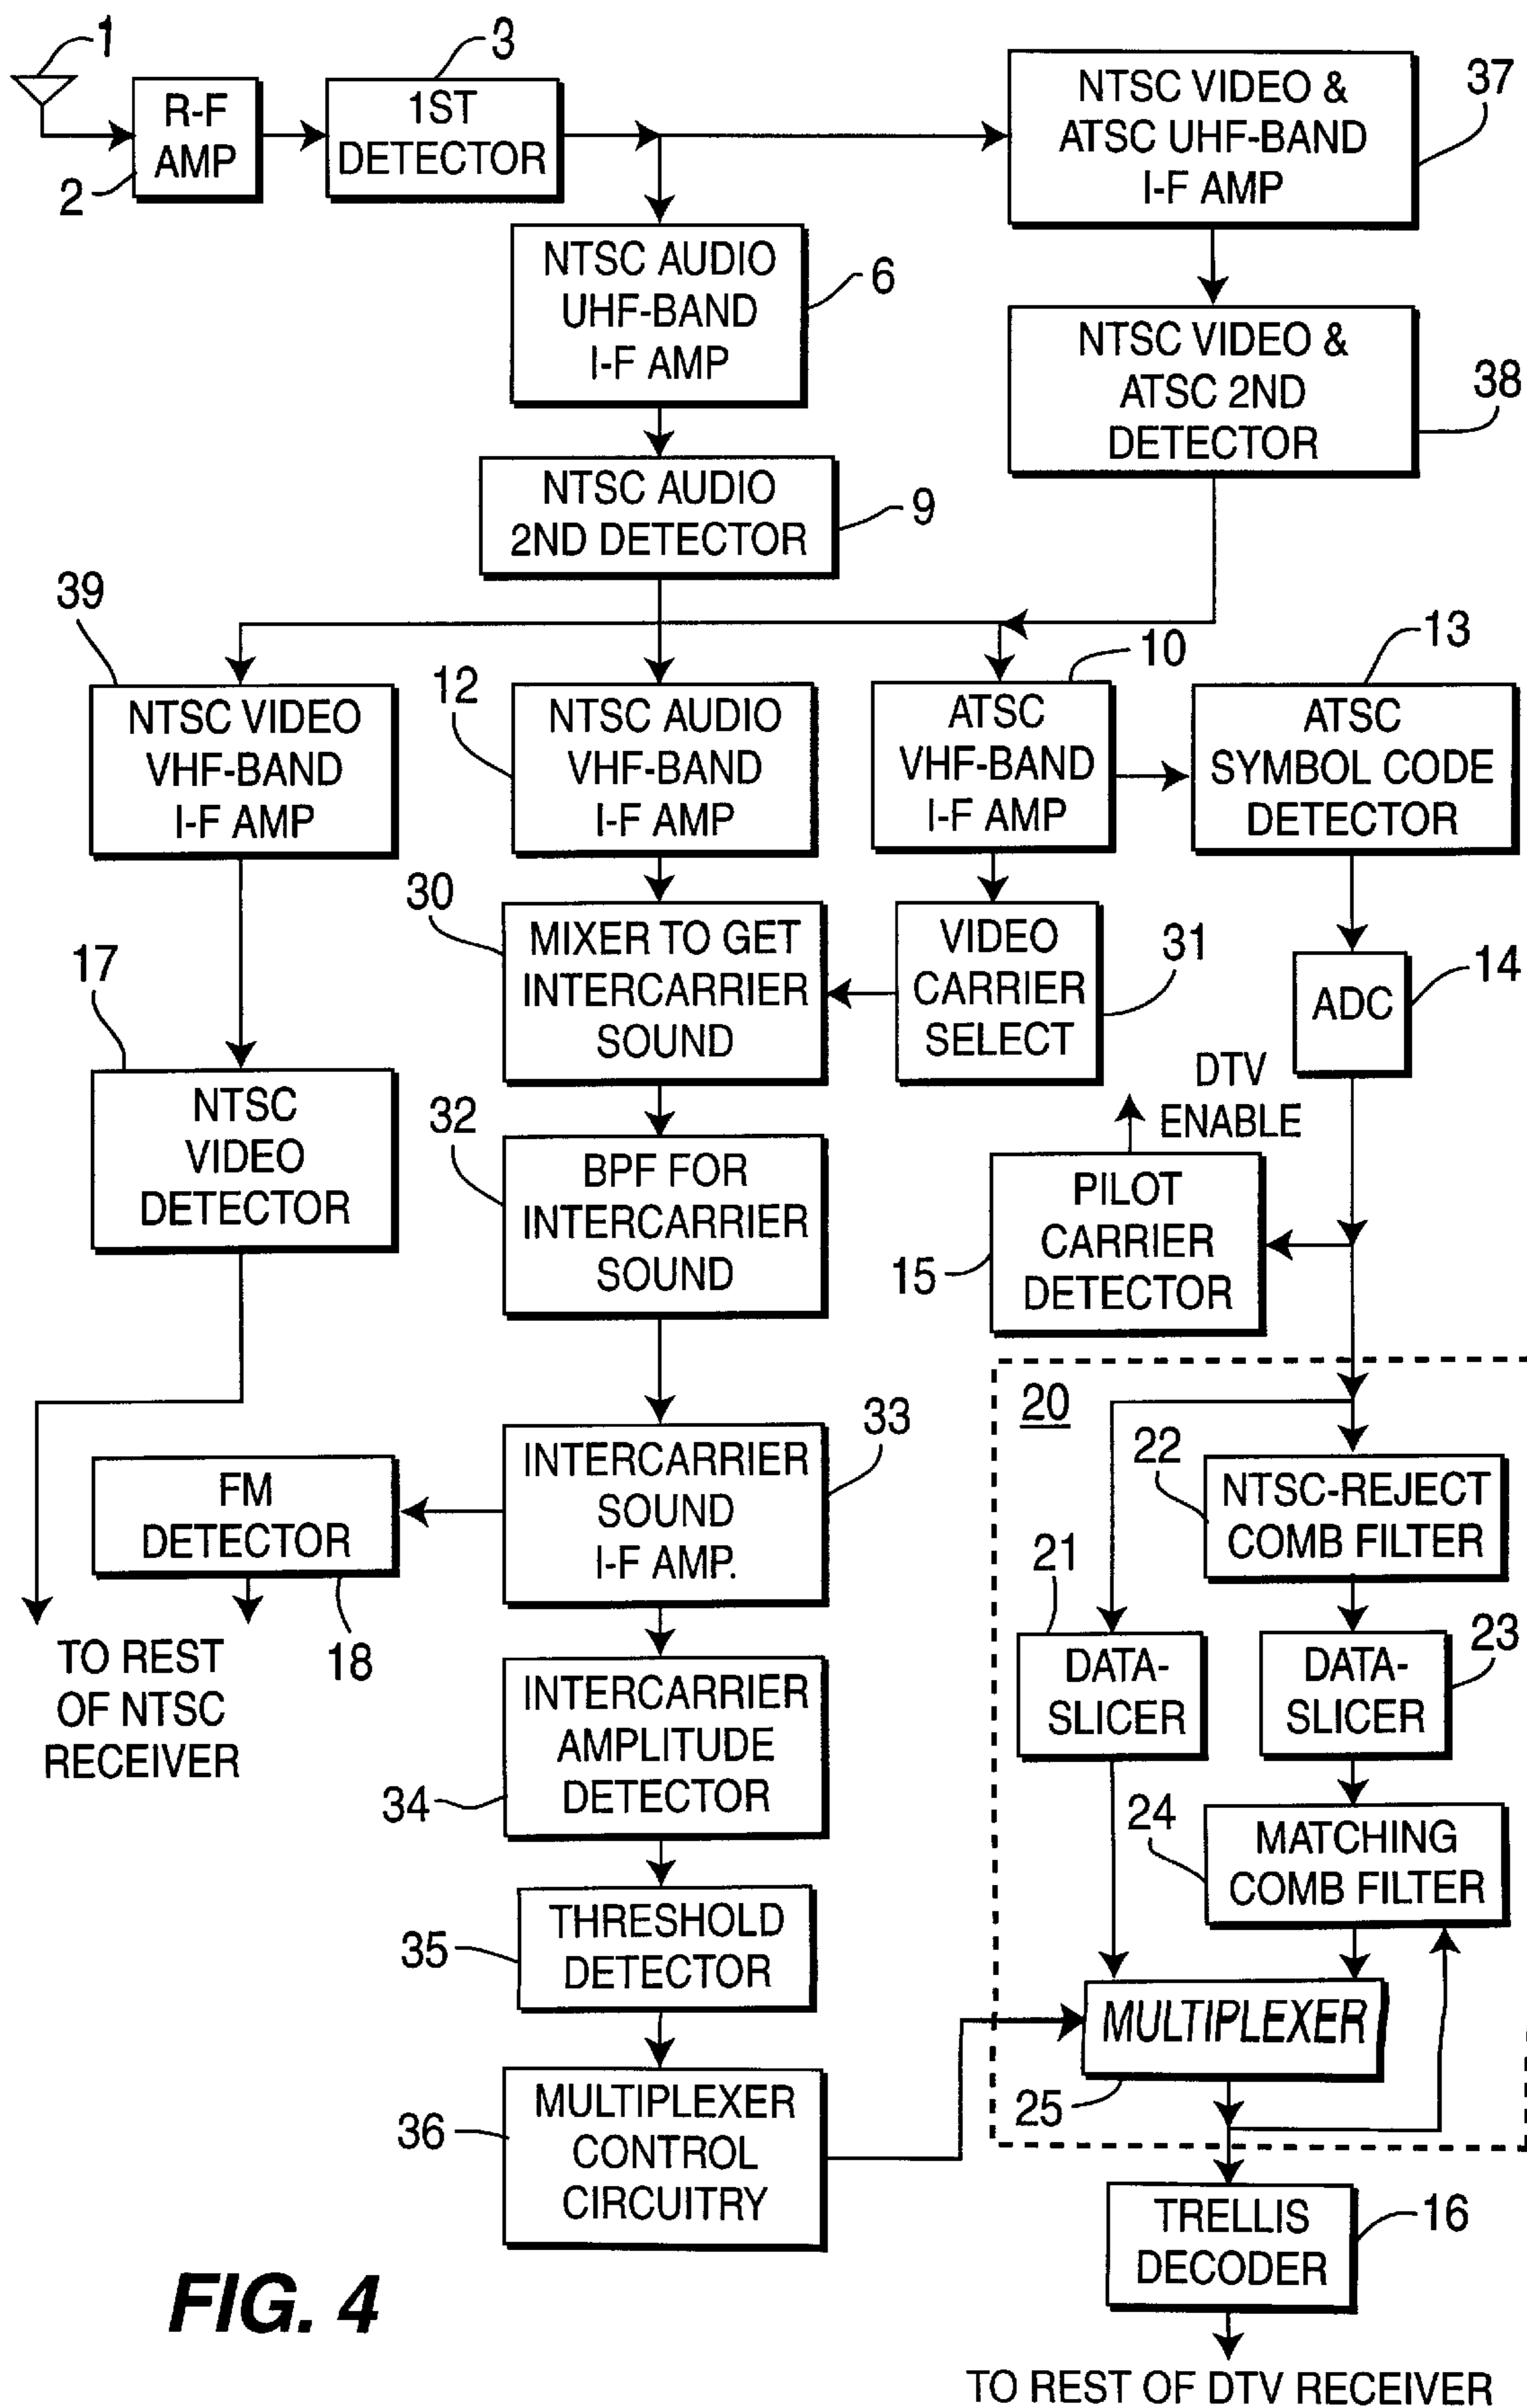 1
R-F
AMP
2
3
1ST
DETECTOR
NTSC VIDEO &
ATSC UHF-BAND
I-F AMP
37
NTSC AUDIO
UHF-BAND
I-F AMP
6
NTSC VIDEO &
ATSC 2ND
DETECTOR
38
NTSC AUDIO
2ND DETECTOR
9
39
NTSC VIDEO
VHF-BAND
I-F AMP
12
NTSC AUDIO
VHF-BAND
I-F AMP
10
ATSC
VHF-BAND
I-F AMP
13
ATSC
SYMBOL CODE
DETECTOR
30
MIXER TO GET
INTERCARRIER
SOUND
VIDEO
CARRIER
SELECT
31
ADC
14
17
NTSC
VIDEO
DETECTOR
32
BPF FOR
INTERCARRIER
SOUND
DTV
ENABLE
PILOT
CARRIER
DETECTOR
15
20
FM
DETECTOR
18
INTERCARRIER
SOUND
I-F AMP.
33
22
NTSC-REJECT
COMB FILTER
21
DATA-
SLICER
DATA-
SLICER
23
TO REST
OF NTSC
RECEIVER
INTERCARRIER
AMPLITUDE
DETECTOR
34
24
MATCHING
COMB FILTER
THRESHOLD
DETECTOR
35
MULTIPLEXER
25
MULTIPLEXER
CONTROL
CIRCUITRY
36
TRELLIS
DECODER
16
TO REST OF DTV RECEIVER
FIG. 4